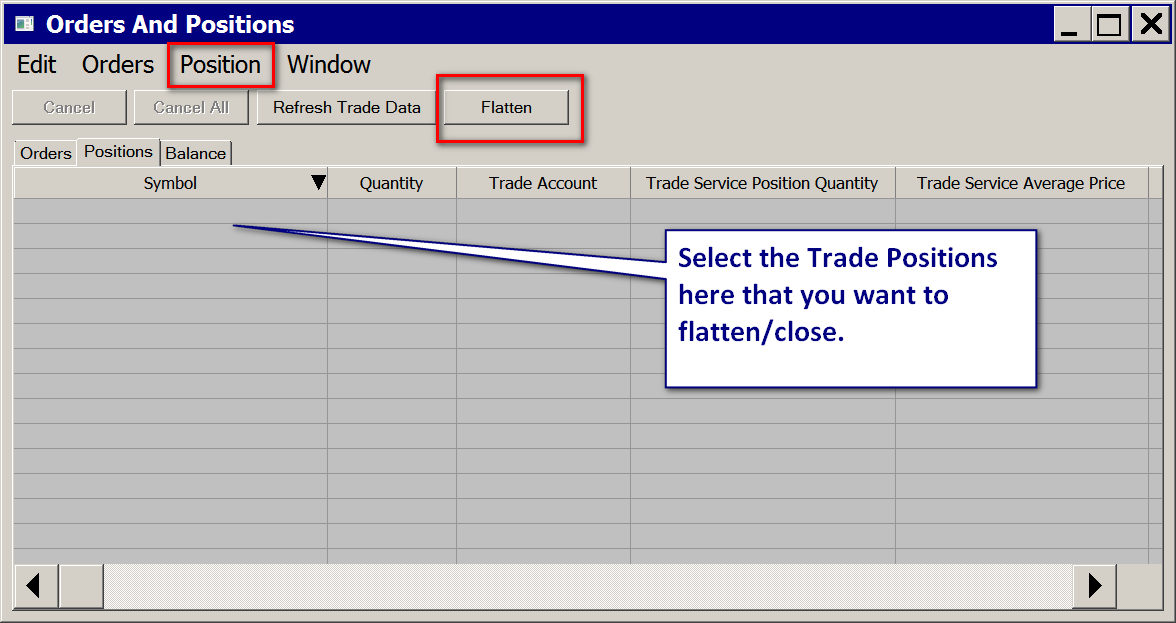 Orders And Positions
Edit Orders Position Window
Cancel Cancel All Refresh Trade Data Flatten
Orders Positions Balance
Symbol Quantity Trade Account Trade Service Position Quantity Trade Service Average Price
Select the Trade Positions
here that you want to
flatten/close.